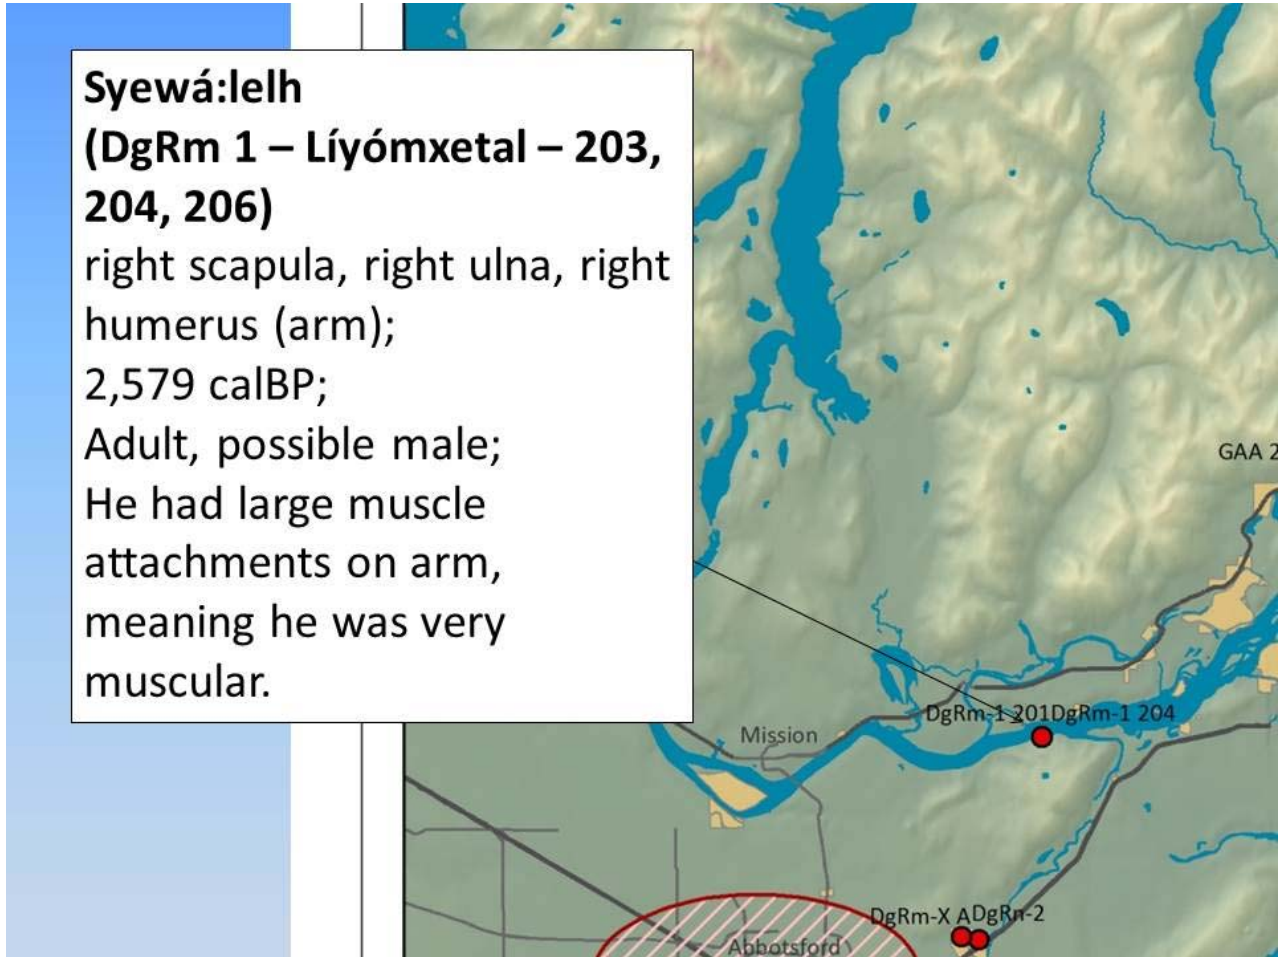 Syewá:lelh
(DgRm 1 – Líyómxetal – 203,
204, 206)
right scapula, right ulna, right
humerus (arm);
2,579 calBP;
Adult, possible male;
He had large muscle
attachments on arm,
meaning he was very
muscular.
GAA 2
DgRm-1 201DgRm-1 204
Mission
DgRm-X ADgRn-2
Abbotsford